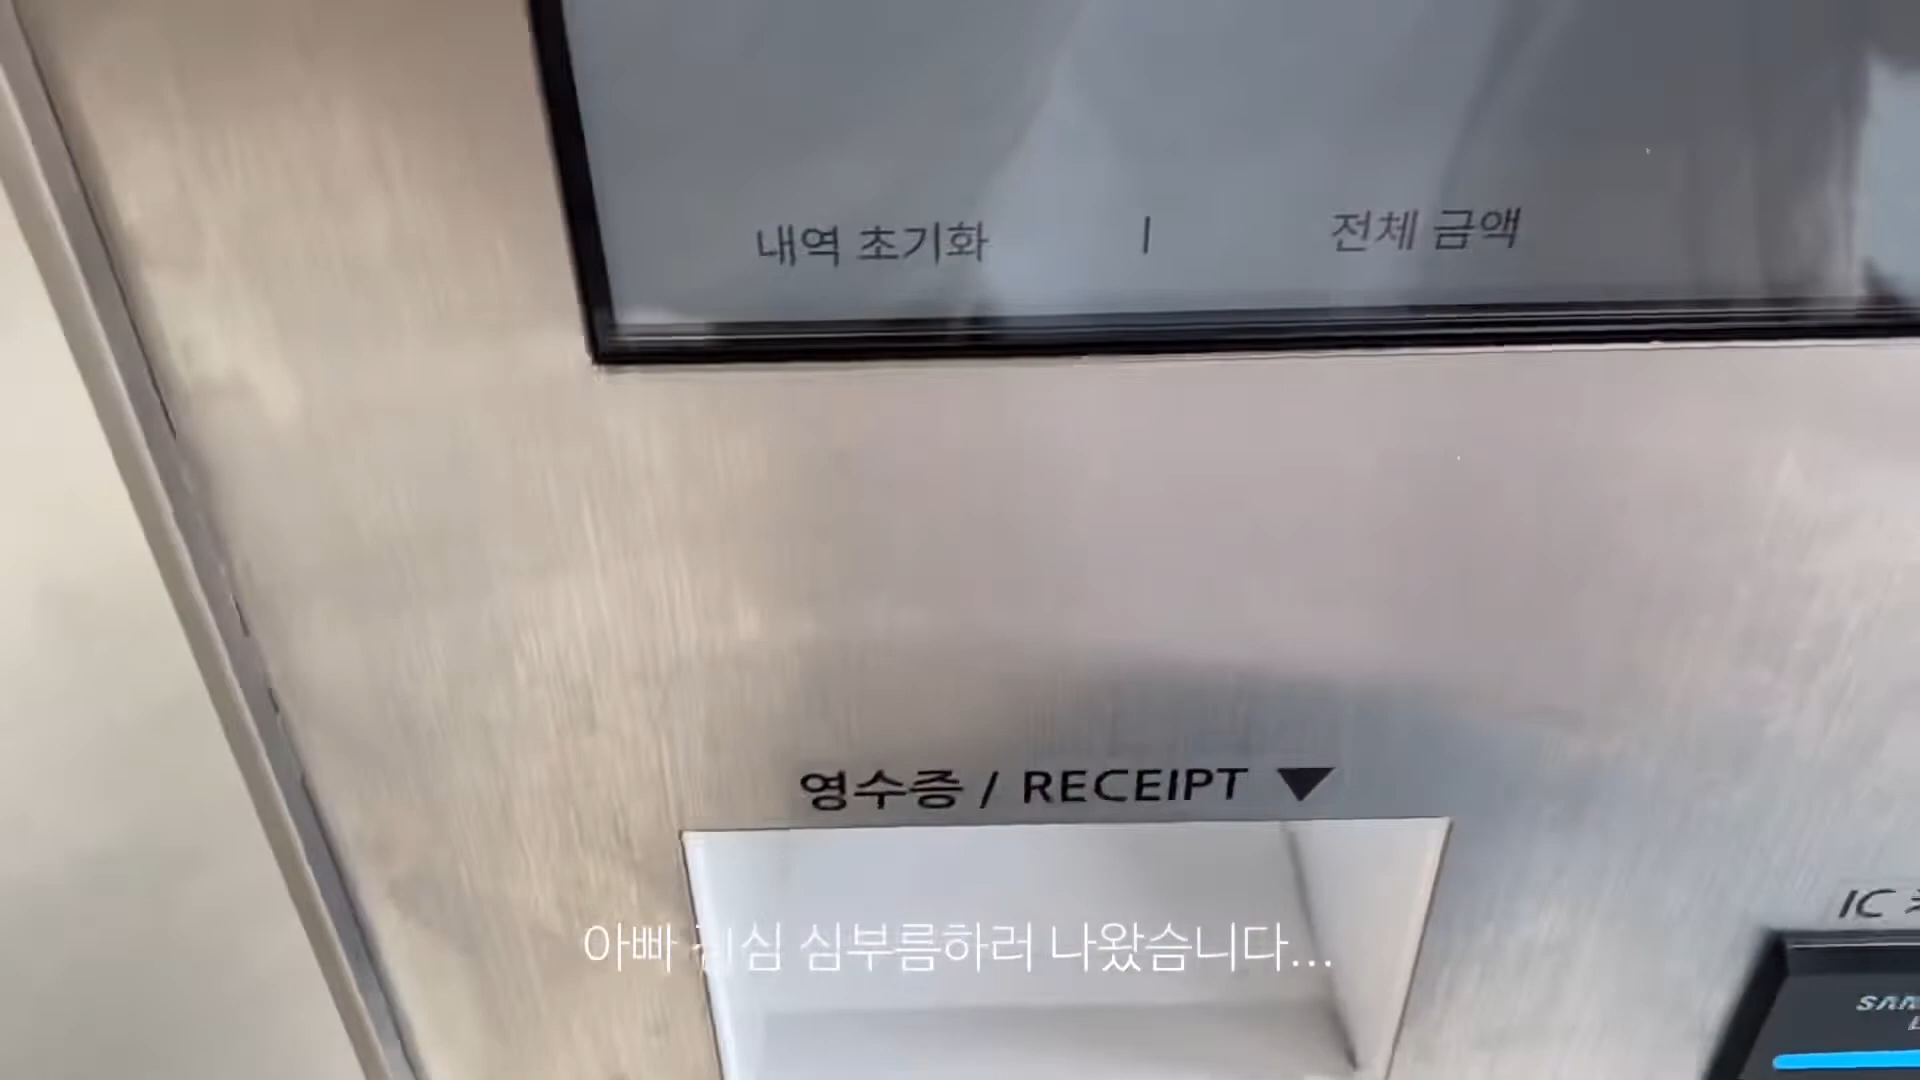 내역 초기화 | 전체 금액
영수증 / RECEIPT ▼
IC
아빠 심부름하러 나왔습니다...